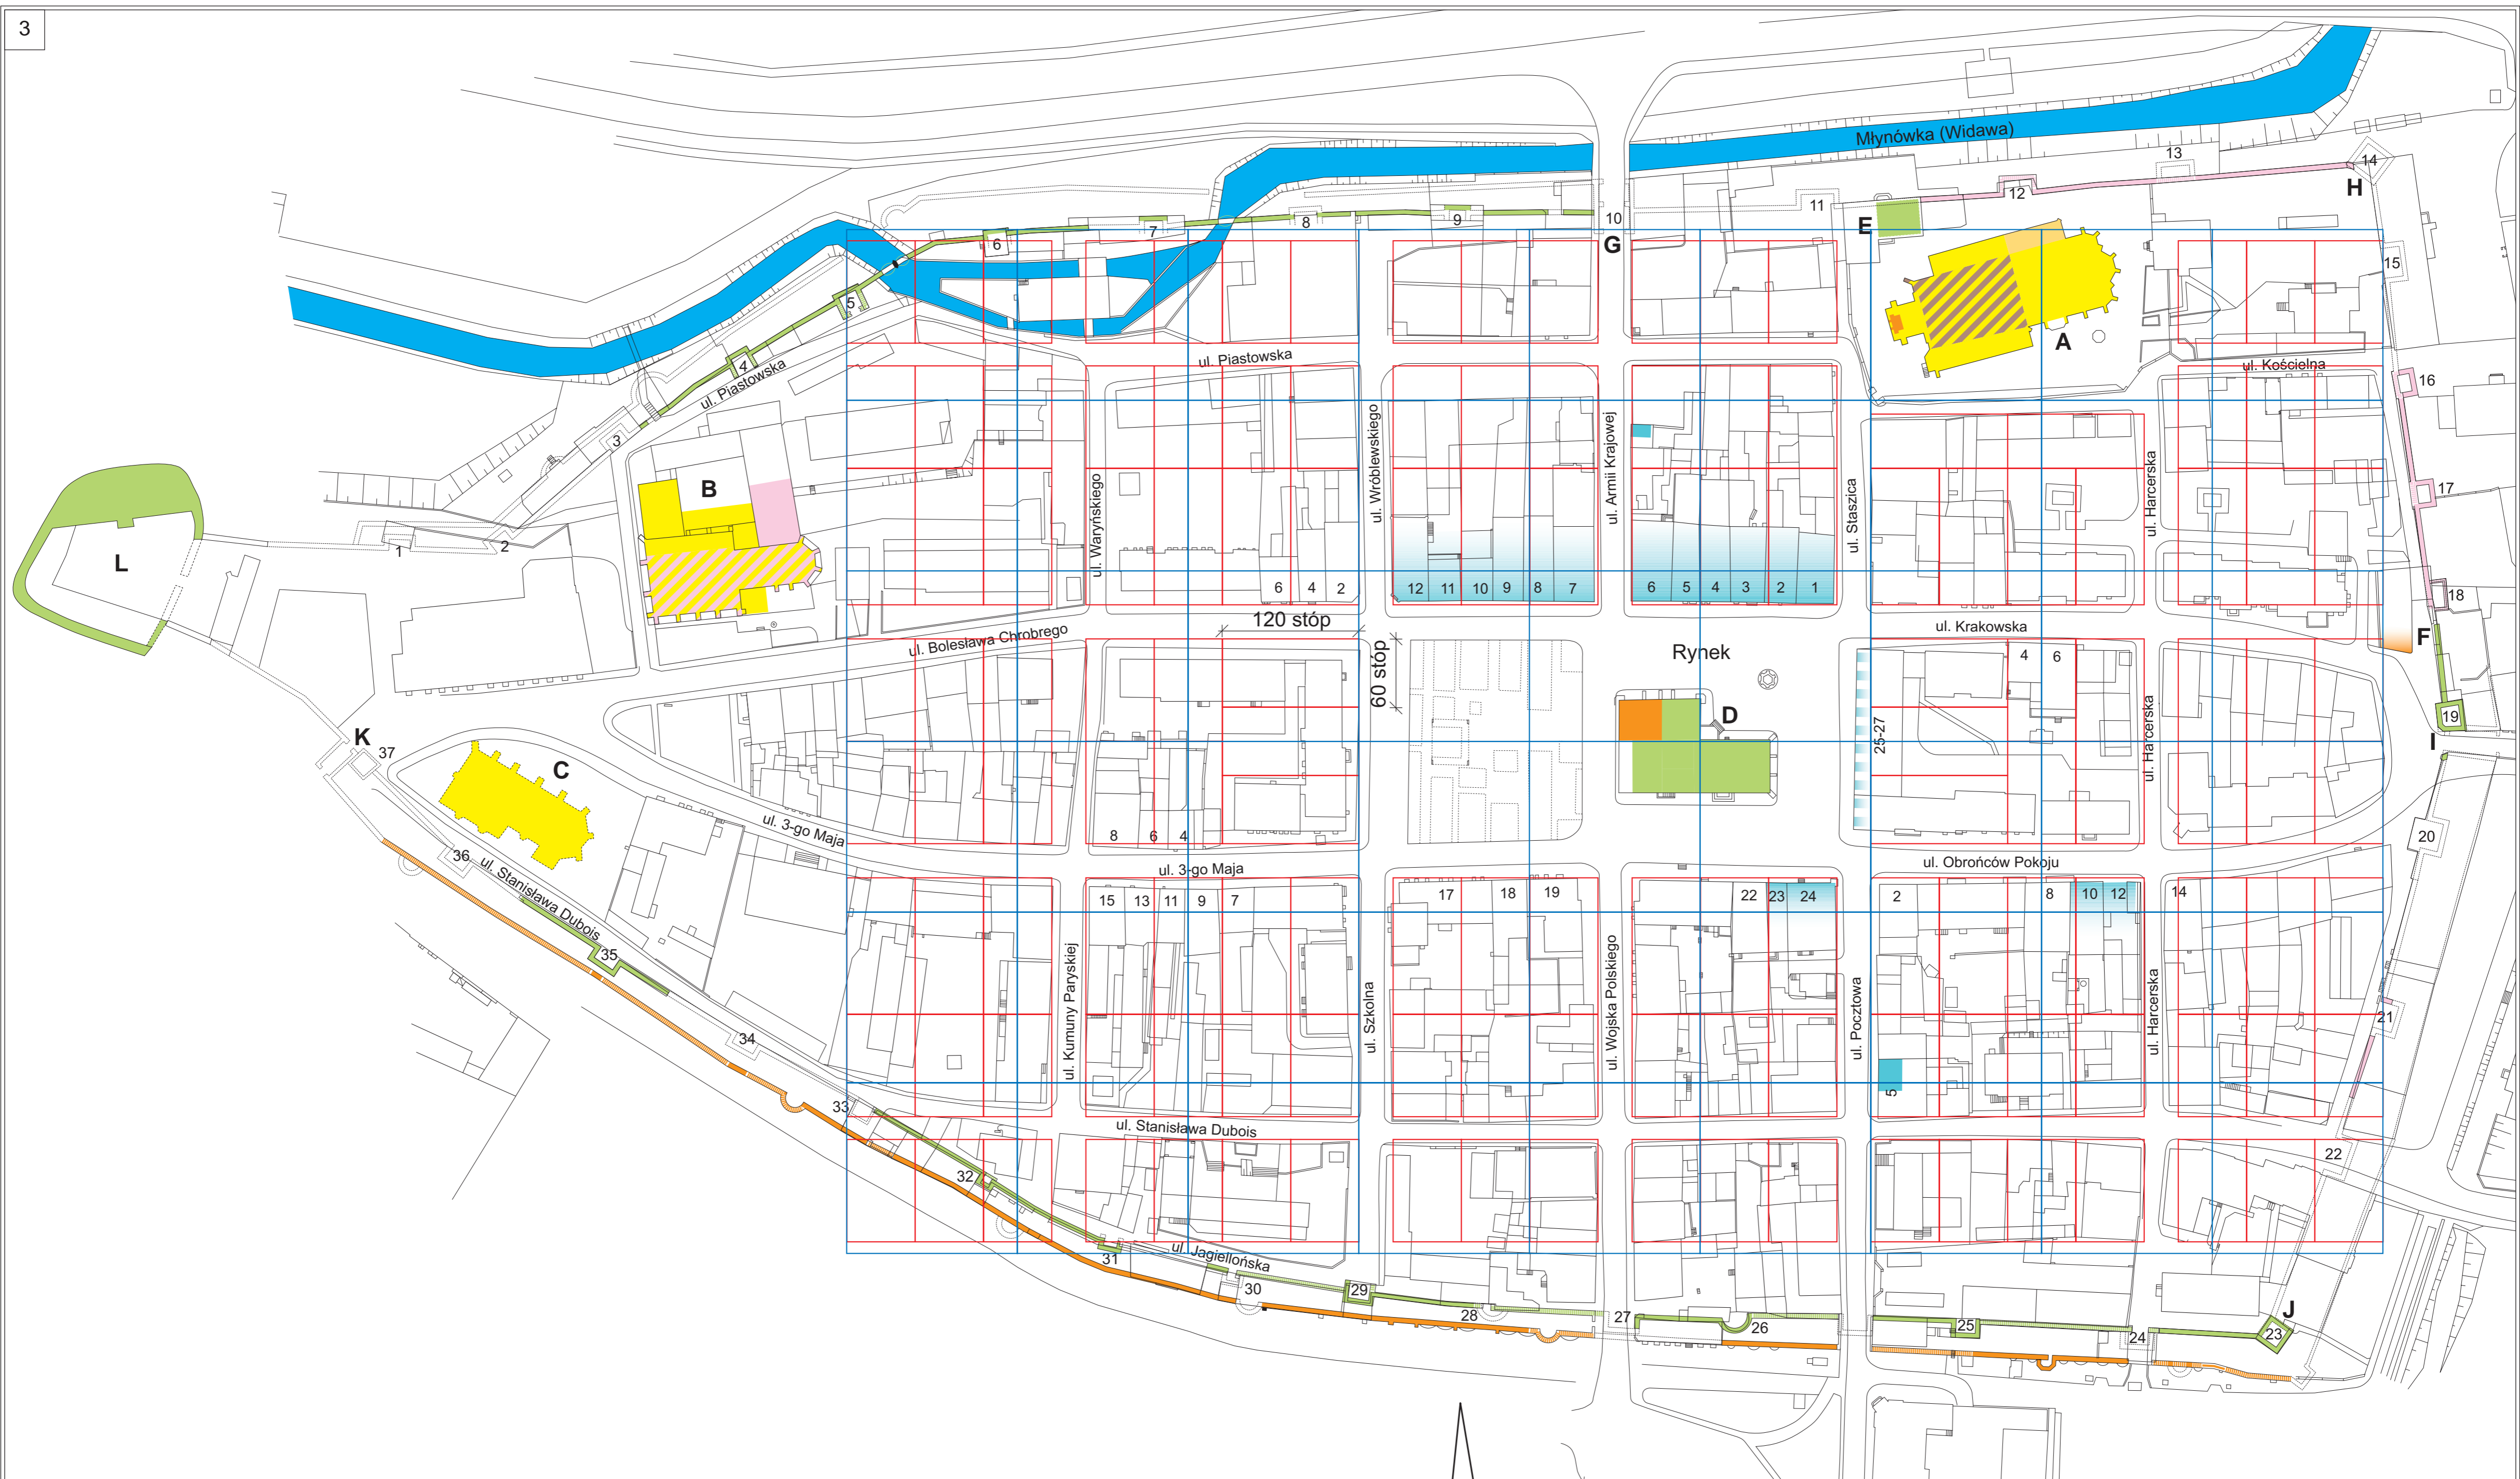 3
Młynówka (Widawa)
13
14
H
12
11
E
10
G
9
8
7
6
5
4
3
15
A
ul. Kościelna
ul. Piastowska
ul. Piastowska
16
17
18
F
19
I
B
L
1
2
ul. Waryńskiego
ul. Wróblewskiego
ul. Armii Krajowej
ul. Staszica
ul. Harcerska
6
4
2
12
11
10
9
8
7
6
5
4
3
2
1
120 stóp
60 stóp
ul. Bolesława Chrobrego
Rynek
D
ul. Krakowska
4
6
25-27
ul. Harcerska
K
37
C
ul. 3-go Maja
8
6
4
ul. 3-go Maja
ul. Obrońców Pokoju
20
36
ul. Stanisława Dubois
35
34
33
15
13
11
9
7
17
18
19
22
23
24
2
8
10
12
14
ul. Kumuny Paryskiej
ul. Szkolna
ul. Wojska Polskiego
ul. Pocztowa
ul. Harcerska
5
21
22
ul. Stanisława Dubois
32
31
ul. Jagiellońska
30
29
28
27
26
25
24
23
J